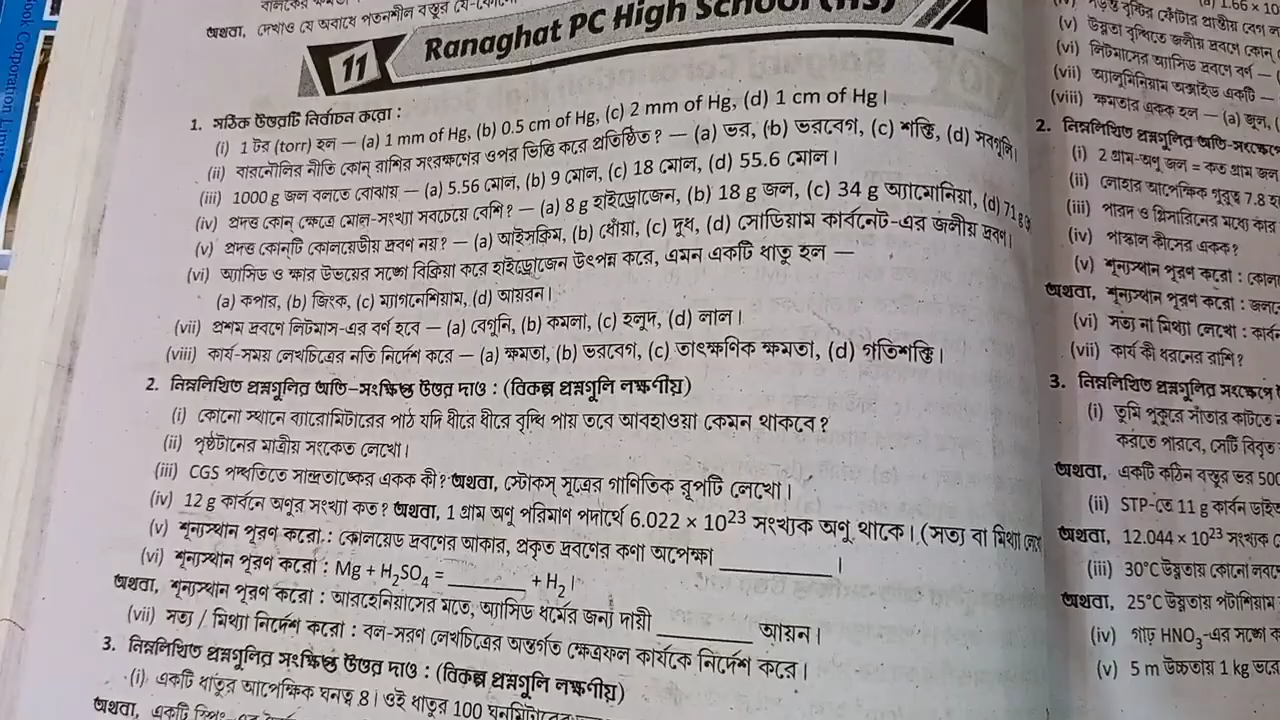 অথবা, দেখাও যে অবাধে পতনশীল বস্তুর
11 Ranaghat PC High School (HS)
1. সঠিক উত্তরটি নির্বাচন করো :
(i) 1 টর (torr) হল — (a) 1 mm of Hg, (b) 0.5 cm of Hg, (c) 2 mm of Hg, (d) 1 cm of Hg।
(ii) বারনৌলির নীতি কোন্ রাশির সংরক্ষণের ওপর ভিত্তি করে প্রতিষ্ঠিত? — (a) ভর, (b) ভরবেগ, (c) শক্তি, (d) সবগুলি।
(iii) 1000 g জল বলতে বোঝায় — (a) 5.56 মোল, (b) 9 মোল, (c) 18 মোল, (d) 55.6 মোল।
(iv) প্রদত্ত কোন্ ক্ষেত্রে মোল-সংখ্যা সবচেয়ে বেশি? — (a) 8 g হাইড্রোজেন, (b) 18 g জল, (c) 34 g অ্যামোনিয়া, (d) 71 g
(v) প্রদত্ত কোন্‌টি কোলয়েডীয় দ্রবণ নয়? — (a) আইসক্রিম, (b) ধোঁয়া, (c) দুধ, (d) সোডিয়াম কার্বনেট-এর জলীয় দ্রবণ।
(vi) অ্যাসিড ও ক্ষার উভয়ের সঙ্গে বিক্রিয়া করে হাইড্রোজেন উৎপন্ন করে, এমন একটি ধাতু হল —
(a) কপার, (b) জিংক, (c) ম্যাগনেশিয়াম, (d) আয়রন।
(vii) প্রশম দ্রবণে লিটমাস-এর বর্ণ হবে — (a) বেগুনি, (b) কমলা, (c) হলুদ, (d) লাল।
(viii) কার্য-সময় লেখচিত্রের নতি নির্দেশ করে — (a) ক্ষমতা, (b) ভরবেগ, (c) তাৎক্ষণিক ক্ষমতা, (d) গতিশক্তি।
2. নিম্নলিখিত প্রশ্নগুলির অতি-সংক্ষিপ্ত উত্তর দাও : (বিকল্প প্রশ্নগুলি লক্ষণীয়)
(i) কোনো স্থানে ব্যারোমিটারের পাঠ যদি ধীরে ধীরে বৃদ্ধি পায় তবে আবহাওয়া কেমন থাকবে?
(ii) পৃষ্ঠটানের মাত্রীয় সংকেত লেখো।
(iii) CGS পদ্ধতিতে সান্দ্রতাঙ্কের একক কী? অথবা, স্টোকস্ সূত্রের গাণিতিক রূপটি লেখো।
(iv) 12 g কার্বনে অণুর সংখ্যা কত? অথবা, 1 গ্রাম অণু পরিমাণ পদার্থে 6.022 × 10²³ সংখ্যক অণু থাকে। (সত্য বা মিথ্যা
(v) শূন্যস্থান পূরণ করো : কোলয়েড দ্রবণের আকার, প্রকৃত দ্রবণের কণা অপেক্ষা ________।
(vi) শূন্যস্থান পূরণ করো : Mg + H₂SO₄ = ________ + H₂।
অথবা, শূন্যস্থান পূরণ করো : আরহেনিয়াসের মতে, অ্যাসিড ধর্মের জন্য দায়ী ________ আয়ন।
(vii) সত্য / মিথ্যা নির্দেশ করো : বল-সরণ লেখচিত্রের অন্তর্গত ক্ষেত্রফল কার্যকে নির্দেশ করে।
3. নিম্নলিখিত প্রশ্নগুলির সংক্ষিপ্ত উত্তর দাও : (বিকল্প প্রশ্নগুলি লক্ষণীয়)
(i) একটি ধাতুর আপেক্ষিক ঘনত্ব 8। ওই ধাতুর 100
অথবা, একটি
(a) 1.66 × 10
পড়ন্ত বৃষ্টির ফোঁটার প্রান্তীয় বেগ
(v) উষ্ণতা বৃদ্ধিতে জলীয় দ্রবণে কোন্
(vi) লিটমাসের অ্যাসিড দ্রবণে বর্ণ —
(vii) অ্যালুমিনিয়াম অক্সাইড একটি —
(viii) ক্ষমতার একক হল — (a) জুল,
2. নিম্নলিখিত প্রশ্নগুলির
(i) 2 গ্রাম-অণু জল = কত গ্রাম জল
(ii) লোহার আপেক্ষিক গুরুত্ব 7.8
(iii) পারদ ও গ্লিসারিনের মধ্যে কার
(iv) পাস্কাল কীসের একক?
(v) শূন্যস্থান পূরণ করো :
অথবা, শূন্যস্থান পূরণ করো :
(vi) সত্য না মিথ্যা লেখো :
(vii) কার্য কী ধরনের রাশি?
3. নিম্নলিখিত প্রশ্নগুলির
(i) তুমি পুকুরে সাঁতার কাটতে
করতে পারবে, সেটি
অথবা, একটি কঠিন বস্তুর ভর
(ii) STP-তে 11 g কার্বন
অথবা, 12.044 × 10²³ সংখ্যক
(iii) 30°C উষ্ণতায় কোনো
অথবা, 25°C উষ্ণতায়
(iv) গাঢ় HNO₃-এর সঙ্গে
(v) 5 m উচ্চতায় 1 kg